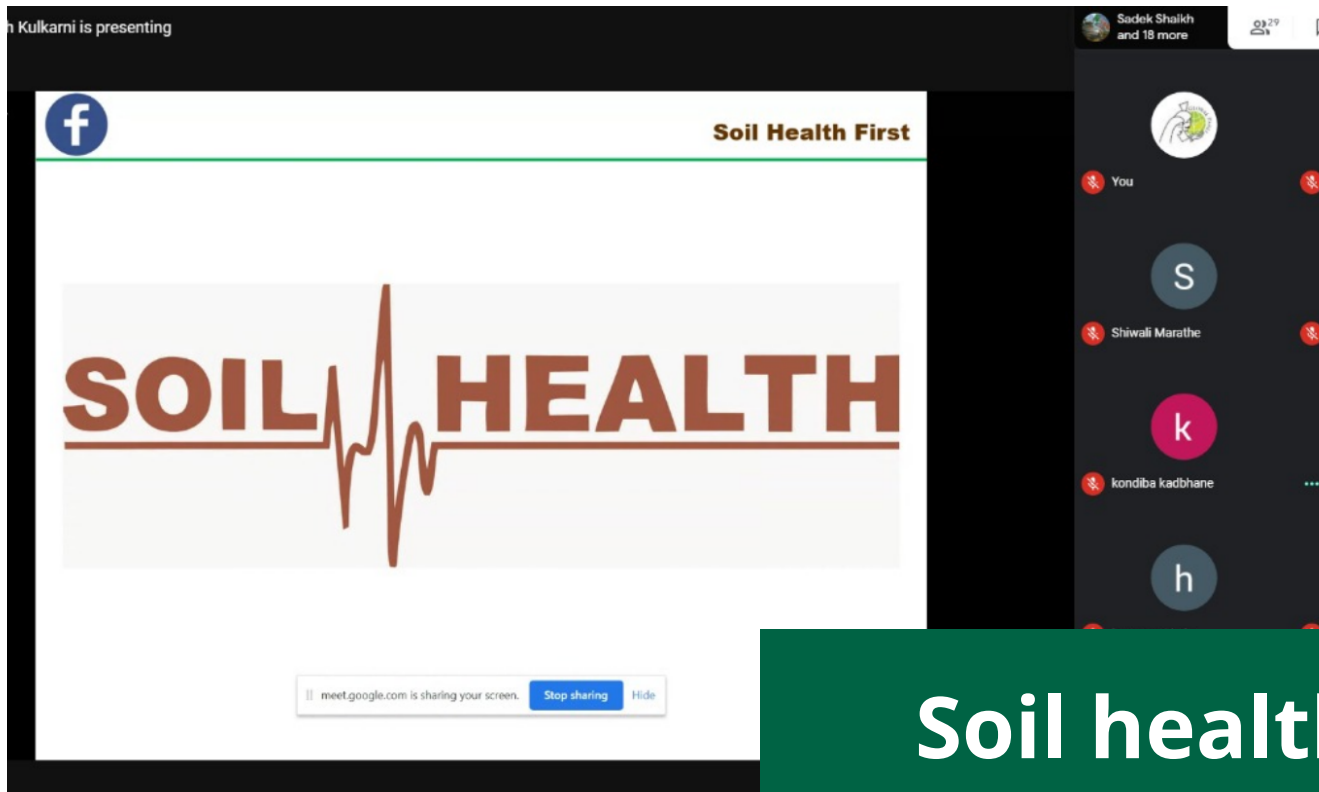 h Kulkarni is presenting
Sadek Shaikh
and 18 more
29
f
Soil Health First
You
S
Shiwali Marathe
SOIL HEALTH
k
kondiba kadbhane
h
meet.google.com is sharing your screen. Stop sharing Hide
Soil health